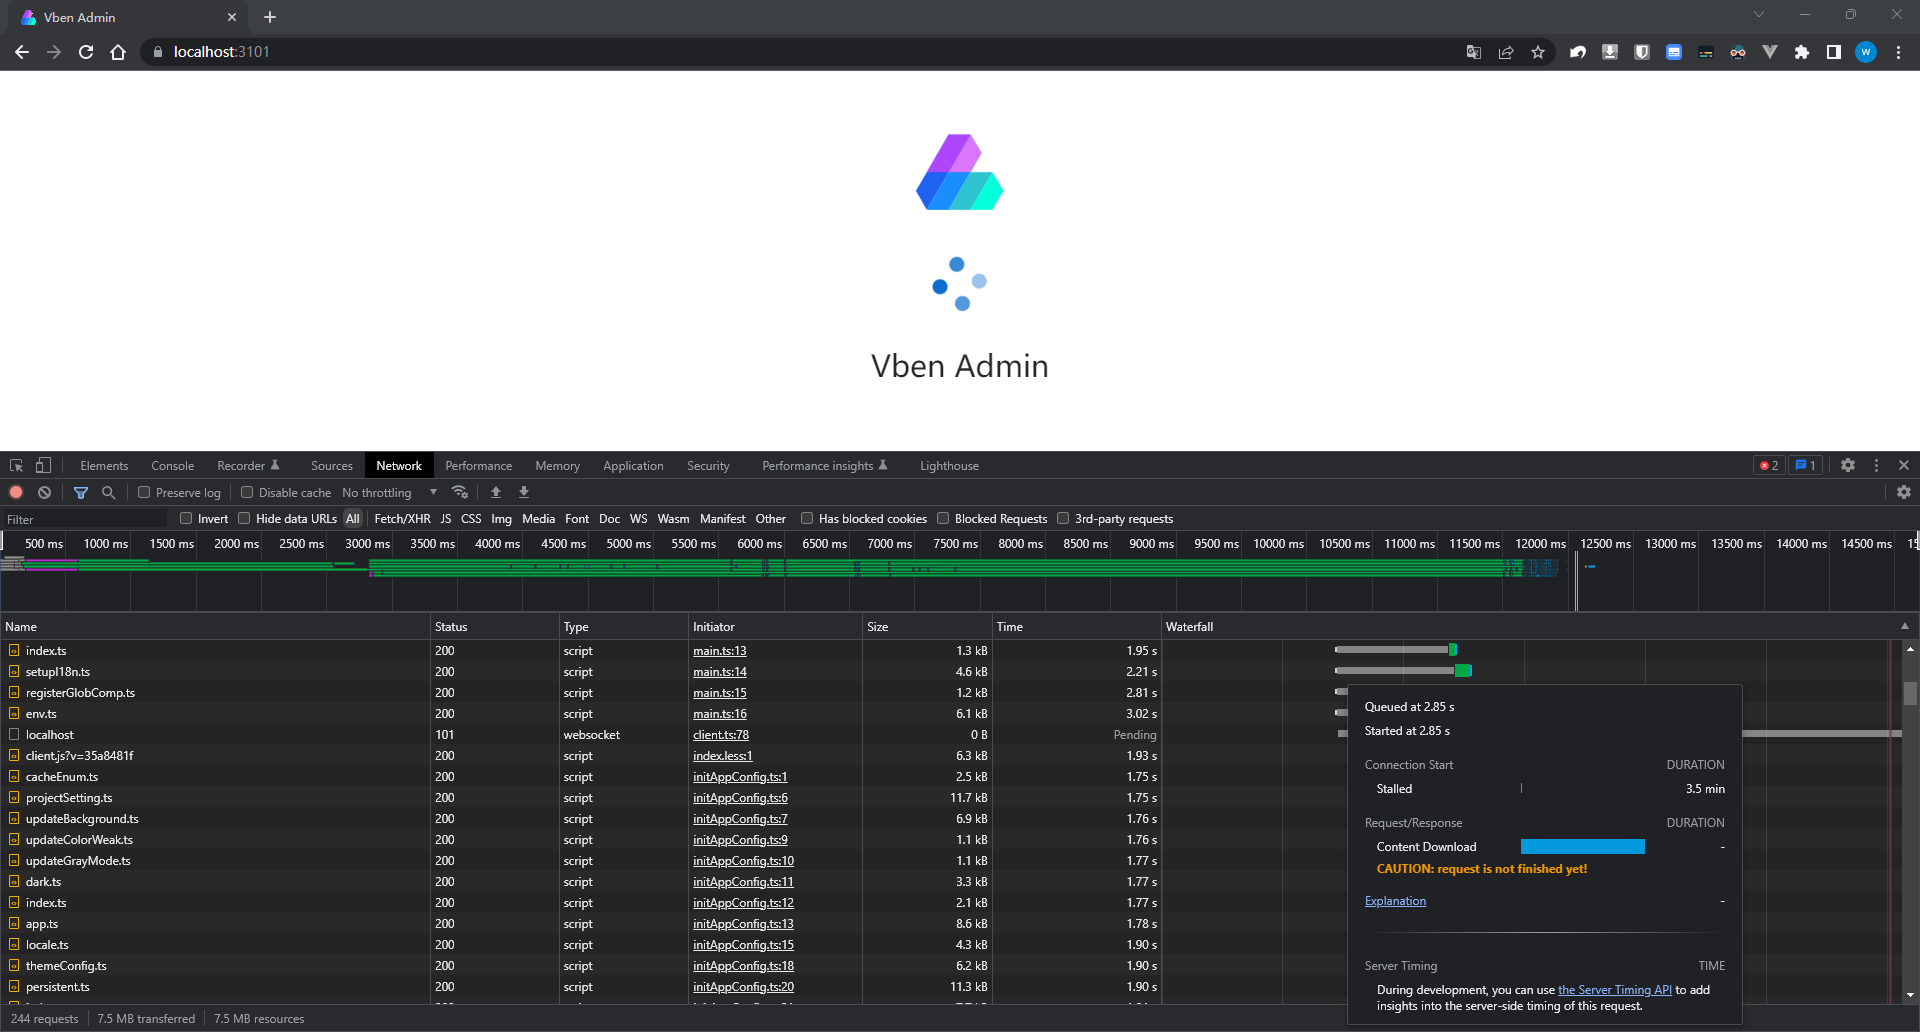 Vben Admin
localhost:3101
W
Vben Admin
Elements Console Recorder Sources Network Performance Memory Application Security Performance insights Lighthouse 2 1
Preserve log Disable cache No throttling
Filter Invert Hide data URLs All Fetch/XHR JS CSS Img Media Font Doc WS Wasm Manifest Other Has blocked cookies Blocked Requests 3rd-party requests
500 ms 1000 ms 1500 ms 2000 ms 2500 ms 3000 ms 3500 ms 4000 ms 4500 ms 5000 ms 5500 ms 6000 ms 6500 ms 7000 ms 7500 ms 8000 ms 8500 ms 9000 ms 9500 ms 10000 ms 10500 ms 11000 ms 11500 ms 12000 ms 12500 ms 13000 ms 13500 ms 14000 ms 14500 ms 15
Name Status Type Initiator Size Time Waterfall
index.ts 200 script main.ts:13 1.3 kB 1.95 s
setupI18n.ts 200 script main.ts:14 4.6 kB 2.21 s
registerGlobComp.ts 200 script main.ts:15 1.2 kB 2.81 s
env.ts 200 script main.ts:16 6.1 kB 3.02 s
localhost 101 websocket client.ts:78 0 B Pending
client.js?v=35a8481f 200 script index.less:1 6.3 kB 1.93 s
cacheEnum.ts 200 script initAppConfig.ts:1 2.5 kB 1.75 s
projectSetting.ts 200 script initAppConfig.ts:6 11.7 kB 1.75 s
updateBackground.ts 200 script initAppConfig.ts:7 6.9 kB 1.76 s
updateColorWeak.ts 200 script initAppConfig.ts:9 1.1 kB 1.76 s
updateGrayMode.ts 200 script initAppConfig.ts:10 1.1 kB 1.77 s
dark.ts 200 script initAppConfig.ts:11 3.3 kB 1.77 s
index.ts 200 script initAppConfig.ts:12 2.1 kB 1.77 s
app.ts 200 script initAppConfig.ts:13 8.6 kB 1.78 s
locale.ts 200 script initAppConfig.ts:15 4.3 kB 1.90 s
themeConfig.ts 200 script initAppConfig.ts:18 6.2 kB 1.90 s
persistent.ts 200 script initAppConfig.ts:20 11.3 kB 1.90 s
Queued at 2.85 s
Started at 2.85 s
Connection Start DURATION
Stalled 3.5 min
Request/Response DURATION
Content Download -
CAUTION: request is not finished yet!
Explanation -
Server Timing TIME
During development, you can use the Server Timing API to add
insights into the server-side timing of this request.
244 requests 7.5 MB transferred 7.5 MB resources